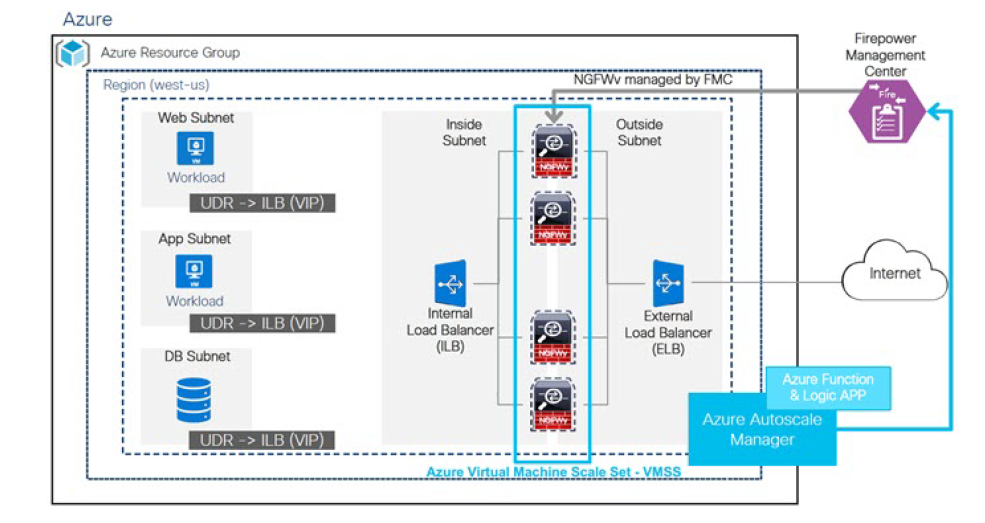 Azure
Azure Resource Group
Region (west-us)
NGFWv managed by FMC
Firepower
Management
Center
Fire
Web Subnet
VM
Workload
UDR -> ILB (VIP)
App Subnet
VM
Workload
UDR -> ILB (VIP)
DB Subnet
UDR -> ILB (VIP)
Inside
Subnet
Outside
Subnet
NGFWv
NGFWv
NGFWv
NGFWv
Internal
Load Balancer
(ILB)
External
Load Balancer
(ELB)
Internet
Azure Function
& Logic APP
Azure Autoscale
Manager
Azure Virtual Machine Scale Set - VMSS